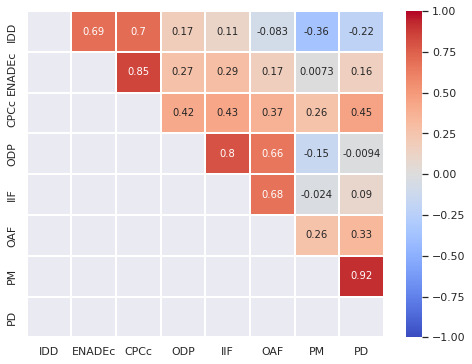 IDD 0.69 0.7 0.17 0.11 -0.083 -0.36 -0.22
ENADEc 0.85 0.27 0.29 0.17 0.0073 0.16
CPCc 0.42 0.43 0.37 0.26 0.45
ODP 0.8 0.66 -0.15 -0.0094
IIF 0.68 -0.024 0.09
OAF 0.26 0.33
PM 0.92
PD
IDD ENADEc CPCc ODP IIF OAF PM PD
1.00
0.75
0.50
0.25
0.00
−0.25
−0.50
−0.75
−1.00